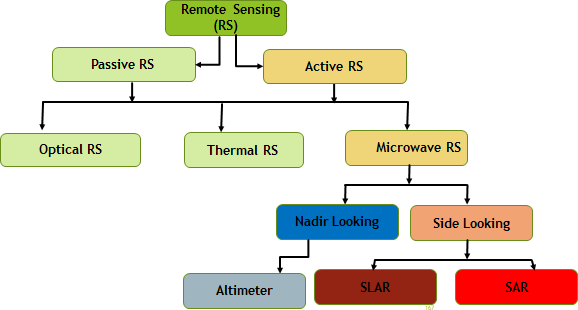 Remote Sensing
(RS)
Passive RS
Active RS
Optical RS
Thermal RS
Microwave RS
Nadir Looking
Side Looking
Altimeter
SLAR
SAR